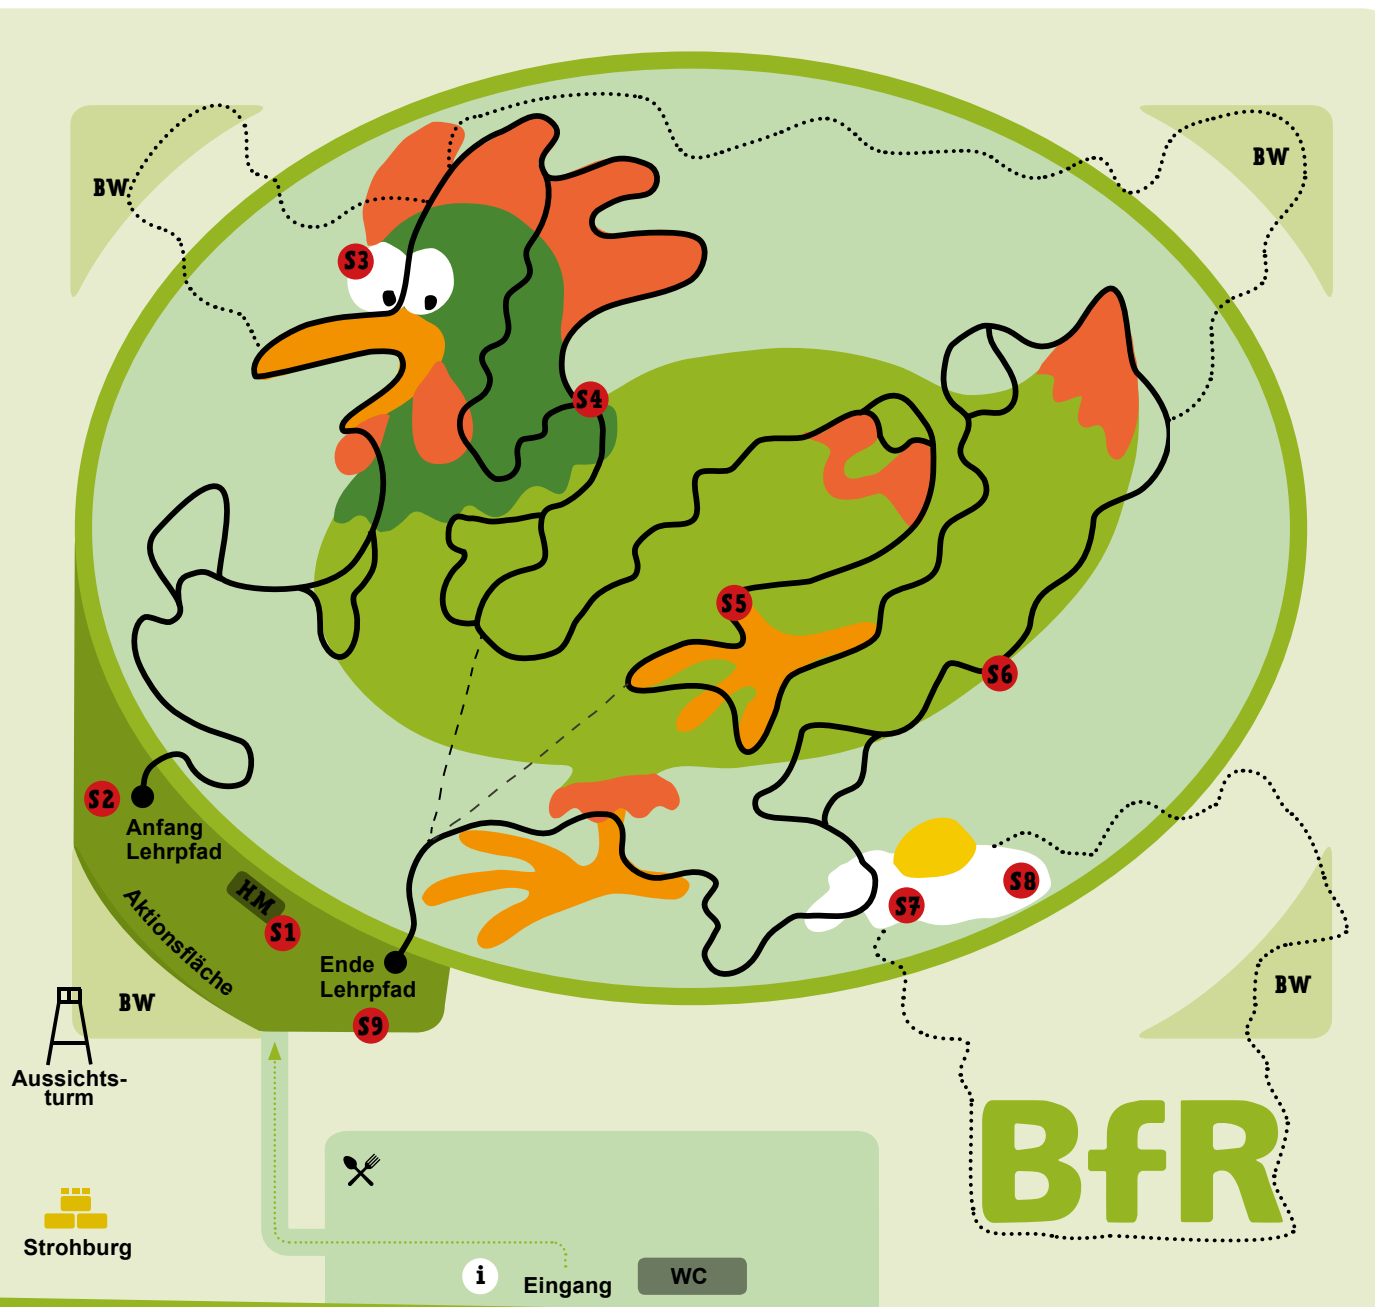 BW
BW
S3
S4
S5
S6
S2
Anfang
Lehrpfad
HM
S1
Aktionsfläche
S7
S8
Ende
Lehrpfad
BW
BW
S9
Aussichts-
turm
BfR
Strohburg
i
Eingang
WC